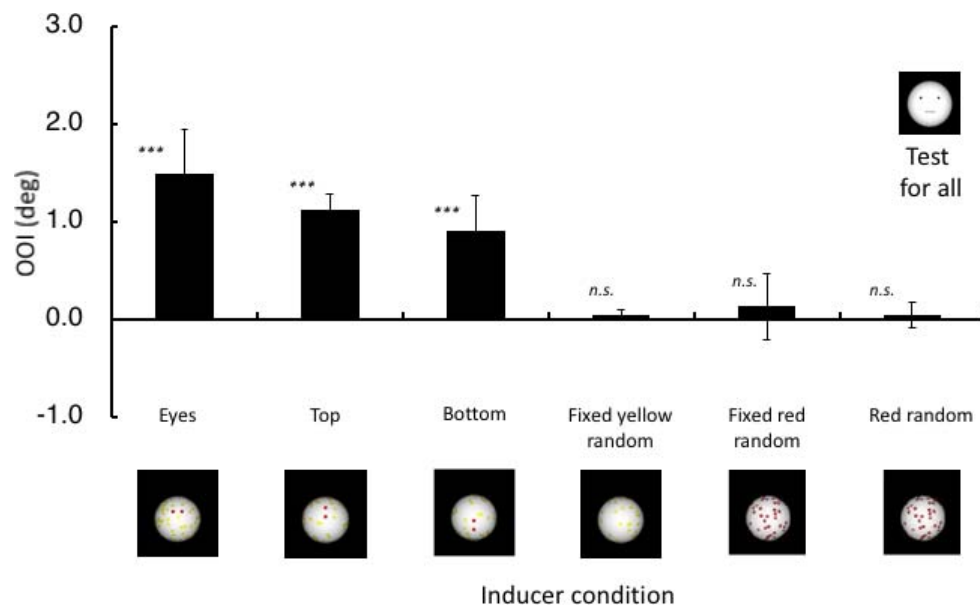 3.0
2.0
1.0
0.0
-1.0
OOI (deg)
***
***
***
n.s.
n.s.
n.s.
Test
for all
Eyes
Top
Bottom
Fixed yellow
random
Fixed red
random
Red random
Inducer condition